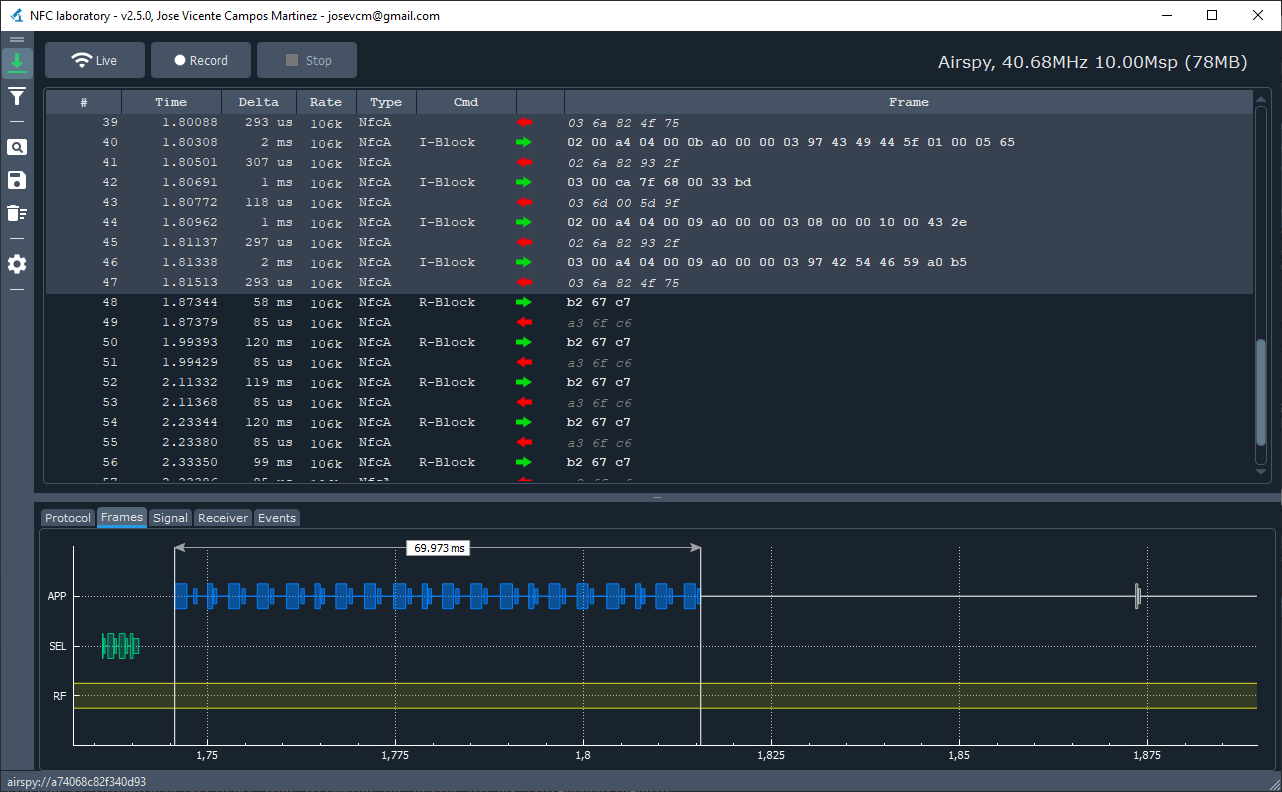 NFC laboratory - v2.5.0, Jose Vicente Campos Martinez - josevcm@gmail.com
Live Record Stop Airspy, 40.68MHz 10.00Msp (78MB)
# Time Delta Rate Type Cmd Frame
39 1.80088 293 us 106k NfcA 03 6a 82 4f 75
40 1.80308 2 ms 106k NfcA I-Block 02 00 a4 04 00 0b a0 00 00 03 97 43 49 44 5f 01 00 05 65
41 1.80501 307 us 106k NfcA 02 6a 82 93 2f
42 1.80691 1 ms 106k NfcA I-Block 03 00 ca 7f 68 00 33 bd
43 1.80772 118 us 106k NfcA 03 6d 00 5d 9f
44 1.80962 1 ms 106k NfcA I-Block 02 00 a4 04 00 09 a0 00 00 03 08 00 00 10 00 43 2e
45 1.81137 297 us 106k NfcA 02 6a 82 93 2f
46 1.81338 2 ms 106k NfcA I-Block 03 00 a4 04 00 09 a0 00 00 03 97 42 54 46 59 a0 b5
47 1.81513 293 us 106k NfcA 03 6a 82 4f 75
48 1.87344 58 ms 106k NfcA R-Block b2 67 c7
49 1.87379 85 us 106k NfcA a3 6f c6
50 1.99393 120 ms 106k NfcA R-Block b2 67 c7
51 1.99429 85 us 106k NfcA a3 6f c6
52 2.11332 119 ms 106k NfcA R-Block b2 67 c7
53 2.11368 85 us 106k NfcA a3 6f c6
54 2.23344 120 ms 106k NfcA R-Block b2 67 c7
55 2.23380 85 us 106k NfcA a3 6f c6
56 2.33350 99 ms 106k NfcA R-Block b2 67 c7
Protocol Frames Signal Receiver Events
69.973 ms
APP
SEL
RF
1,75 1,775 1,8 1,825 1,85 1,875
airspy://a74068c82f340d93